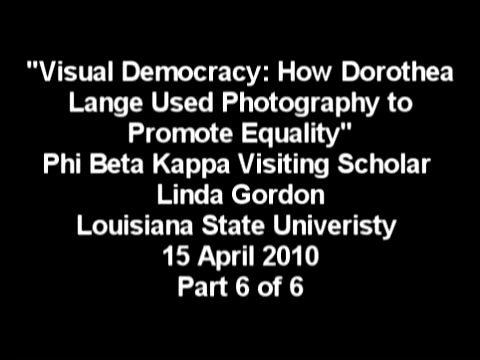 "Visual Democracy: How Dorothea
Lange Used Photography to
Promote Equality"
Phi Beta Kappa Visiting Scholar
Linda Gordon
Louisiana State Univeristy
15 April 2010
Part 6 of 6